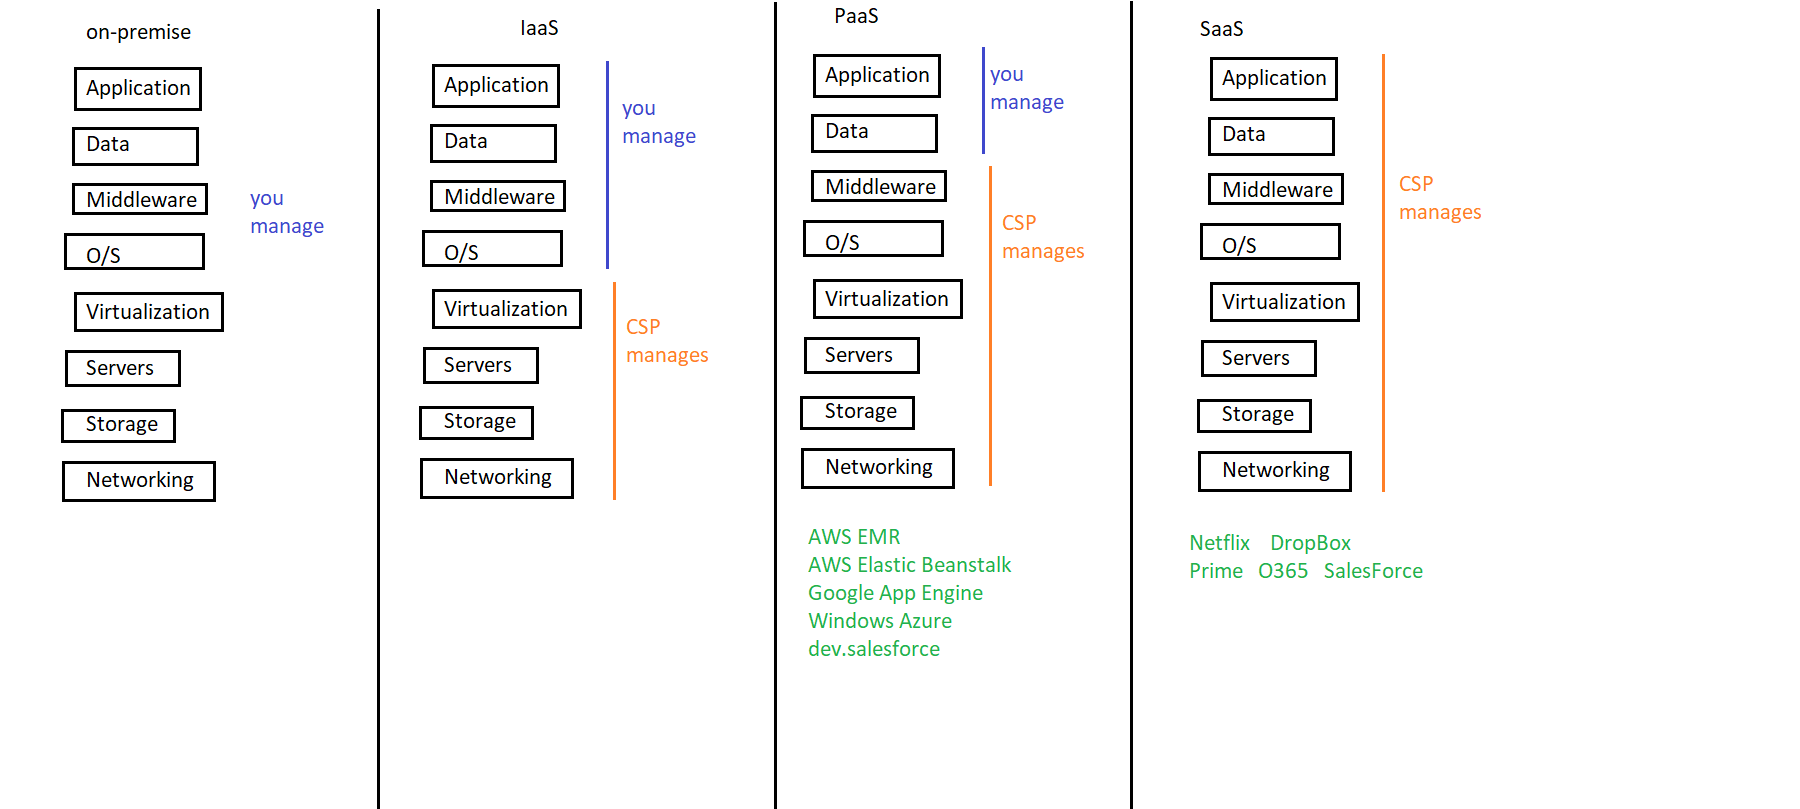 on-premise
Application
Data
Middleware
O/S
Virtualization
Servers
Storage
Networking
you
manage
IaaS
Application
Data
Middleware
O/S
Virtualization
Servers
Storage
Networking
you
manage
CSP
manages
PaaS
Application
Data
Middleware
O/S
Virtualization
Servers
Storage
Networking
you
manage
CSP
manages
AWS EMR
AWS Elastic Beanstalk
Google App Engine
Windows Azure
dev.salesforce
SaaS
Application
Data
Middleware
O/S
Virtualization
Servers
Storage
Networking
CSP
manages
Netflix DropBox
Prime O365 SalesForce